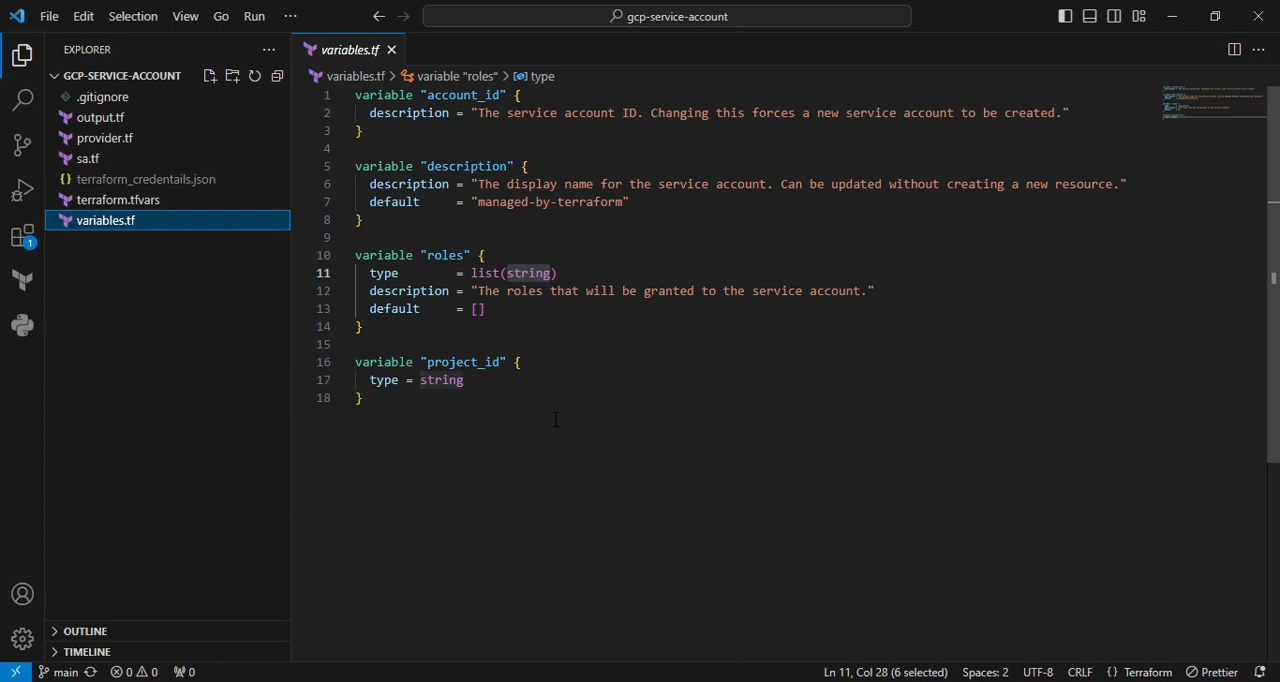 File Edit Selection View Go Run ··· gcp-service-account
EXPLORER ···
GCP-SERVICE-ACCOUNT
.gitignore
output.tf
provider.tf
sa.tf
{} terraform_credentails.json
terraform.tfvars
variables.tf
1
OUTLINE
TIMELINE
variables.tf
variables.tf > variable "roles" > type
1 variable "account_id" {
2 description = "The service account ID. Changing this forces a new service account to be created."
3 }
4
5 variable "description" {
6 description = "The display name for the service account. Can be updated without creating a new resource."
7 default = "managed-by-terraform"
8 }
9
10 variable "roles" {
11 type = list(string)
12 description = "The roles that will be granted to the service account."
13 default = []
14 }
15
16 variable "project_id" {
17 type = string
18 }
main 0 0 0 Ln 11, Col 28 (6 selected) Spaces: 2 UTF-8 CRLF {} Terraform Prettier